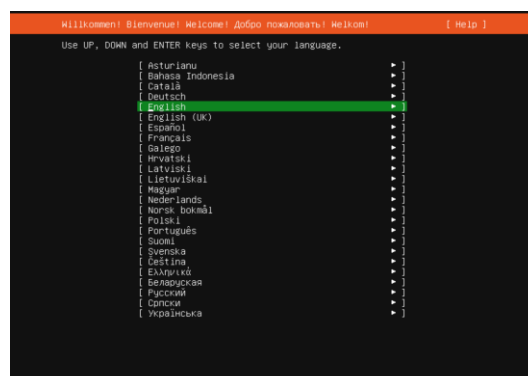 Willkommen! Bienvenue! Welcome! Добро пожаловать! Welkom! [ Help ]
Use UP, DOWN and ENTER keys to select your language.
[ Asturianu ► ]
[ Bahasa Indonesia ► ]
[ Català ► ]
[ Deutsch ► ]
[ English ► ]
[ English (UK) ► ]
[ Español ► ]
[ Français ► ]
[ Galego ► ]
[ Hrvatski ► ]
[ Latviski ► ]
[ Lietuviškai ► ]
[ Magyar ► ]
[ Nederlands ► ]
[ Norsk bokmål ► ]
[ Polski ► ]
[ Português ► ]
[ Suomi ► ]
[ Svenska ► ]
[ Čeština ► ]
[ Ελληνικά ► ]
[ Беларуская ► ]
[ Русский ► ]
[ Српски ► ]
[ Українська ► ]